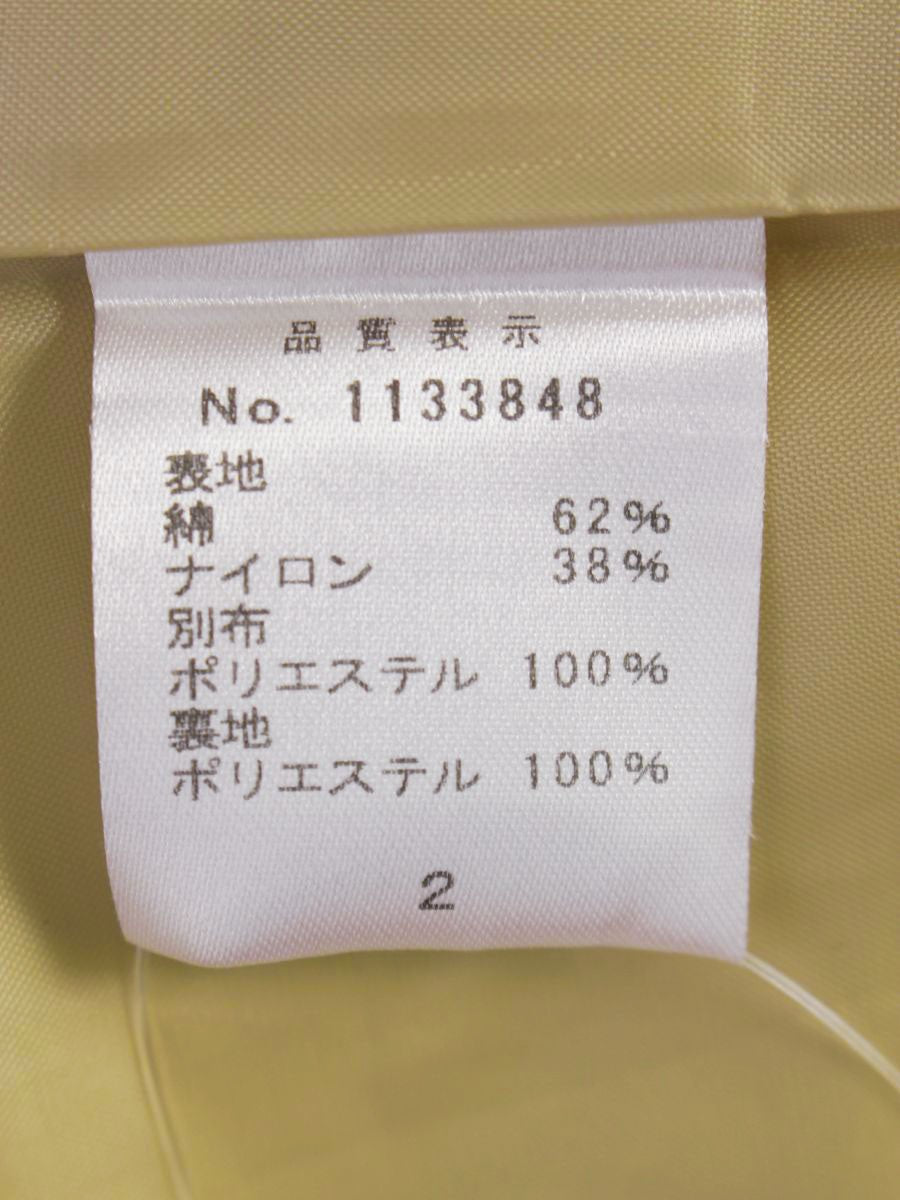 品質表示
No. 1133848
表地
綿 62%
ナイロン 38%
別布
ポリエステル 100%
裏地
ポリエステル 100%
2